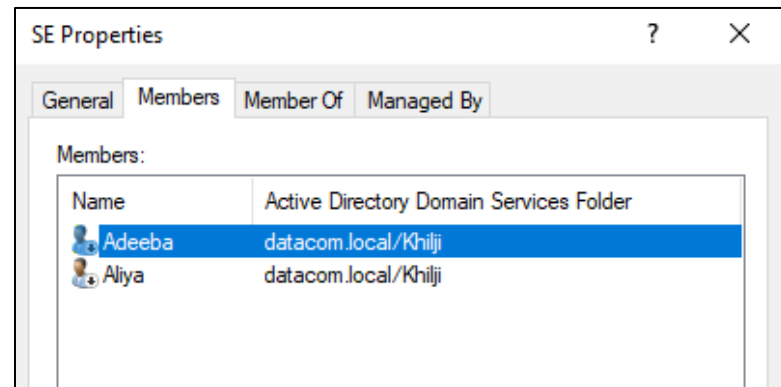 SE Properties ? ×
General Members Member Of Managed By
Members:
Name Active Directory Domain Services Folder
Adeeba datacom.local/Khilji
Aliya datacom.local/Khilji